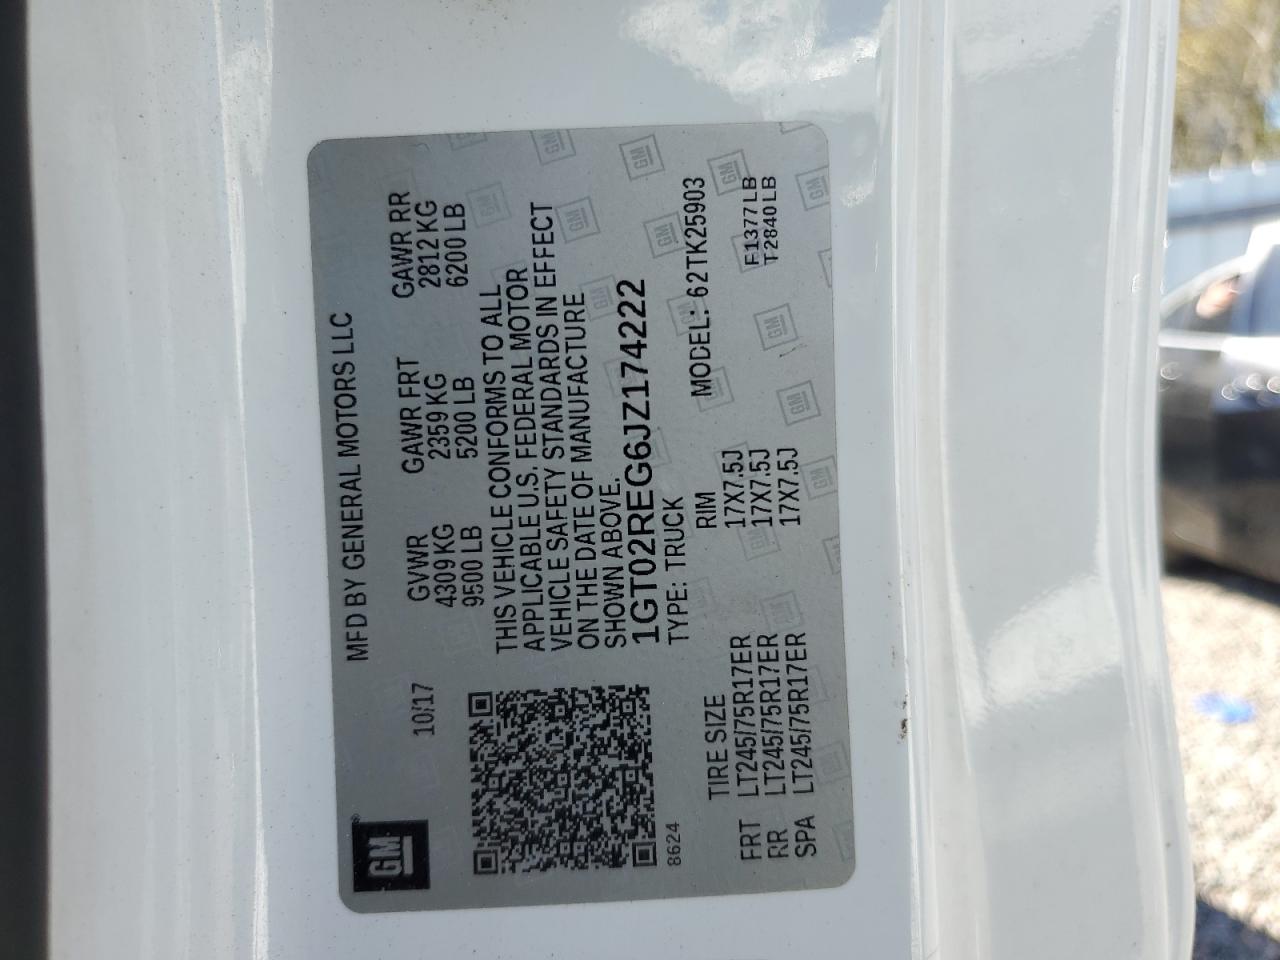 MFD BY GENERAL MOTORS LLC
GM®
10/17
GVWR GAWR FRT GAWR RR
4309 KG 2359 KG 2812 KG
9500 LB 5200 LB 6200 LB
THIS VEHICLE CONFORMS TO ALL
APPLICABLE U.S. FEDERAL MOTOR
VEHICLE SAFETY STANDARDS IN EFFECT
ON THE DATE OF MANUFACTURE
SHOWN ABOVE.
1GT02REG6JZ174222
8624
TYPE: TRUCK
MODEL: 62TK25903
TIRE SIZE RIM
FRT LT245/75R17ER 17X7.5J F1377LB
RR LT245/75R17ER 17X7.5J T2840LB
SPA LT245/75R17ER 17X7.5J